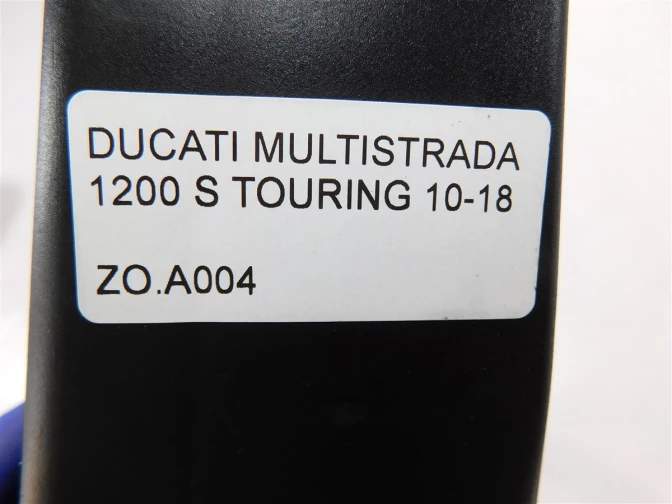 DUCATI MULTISTRADA
1200 S TOURING 10-18
ZO.A004